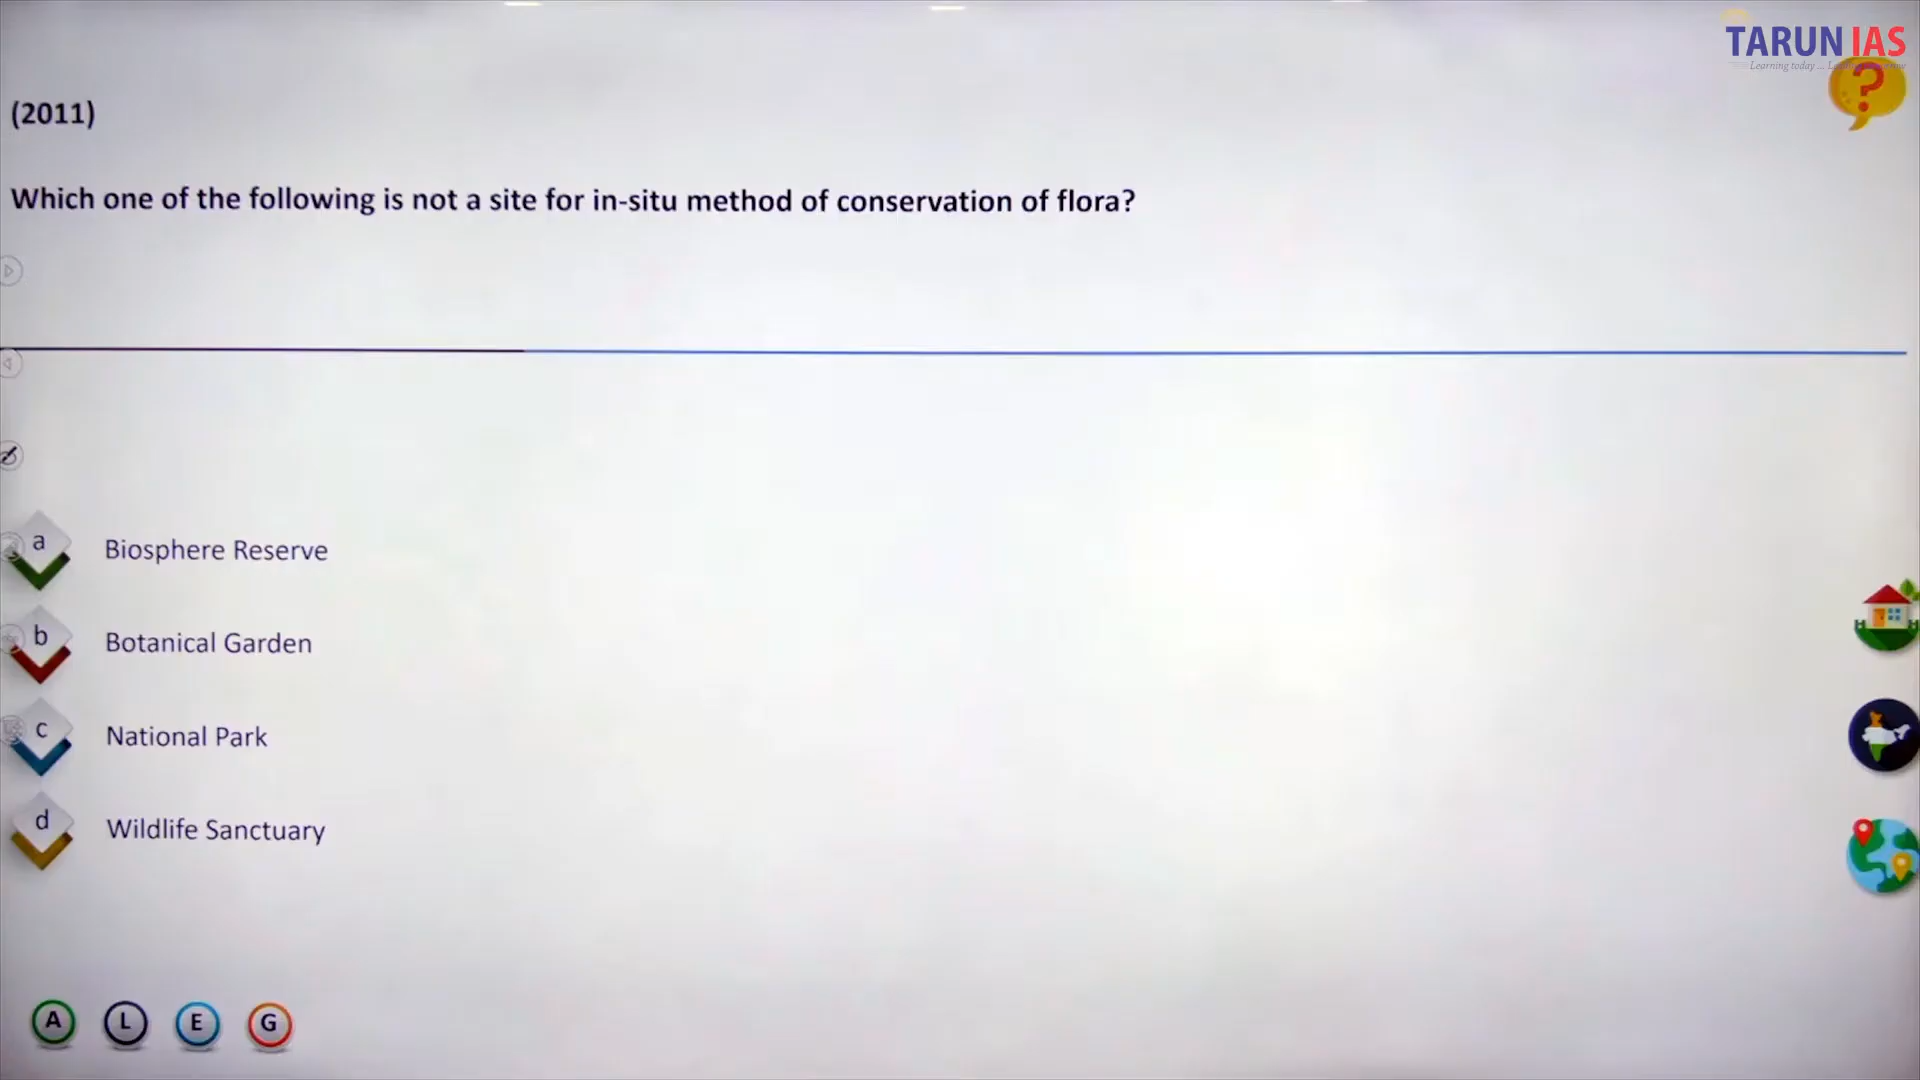 TARUN IAS
(2011)
Which one of the following is not a site for in-situ method of conservation of flora?
a Biosphere Reserve
b Botanical Garden
c National Park
d Wildlife Sanctuary
A L E G